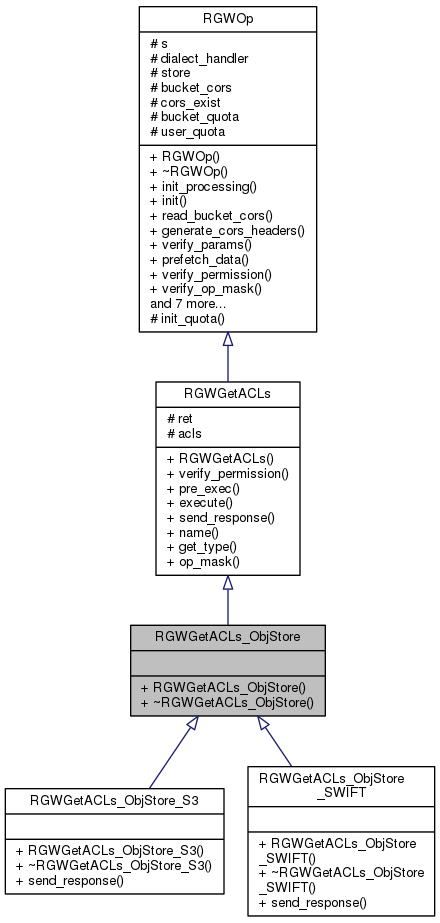 RGWOp
# s
# dialect_handler
# store
# bucket_cors
# cors_exist
# bucket_quota
# user_quota
+ RGWOp()
+ ~RGWOp()
+ init_processing()
+ init()
+ read_bucket_cors()
+ generate_cors_headers()
+ verify_params()
+ prefetch_data()
+ verify_permission()
+ verify_op_mask()
and 7 more...
# init_quota()
RGWGetACLs
# ret
# acls
+ RGWGetACLs()
+ verify_permission()
+ pre_exec()
+ execute()
+ send_response()
+ name()
+ get_type()
+ op_mask()
RGWGetACLs_ObjStore
+ RGWGetACLs_ObjStore()
+ ~RGWGetACLs_ObjStore()
RGWGetACLs_ObjStore_S3
+ RGWGetACLs_ObjStore_S3()
+ ~RGWGetACLs_ObjStore_S3()
+ send_response()
RGWGetACLs_ObjStore
_SWIFT
+ RGWGetACLs_ObjStore
_SWIFT()
+ ~RGWGetACLs_ObjStore
_SWIFT()
+ send_response()